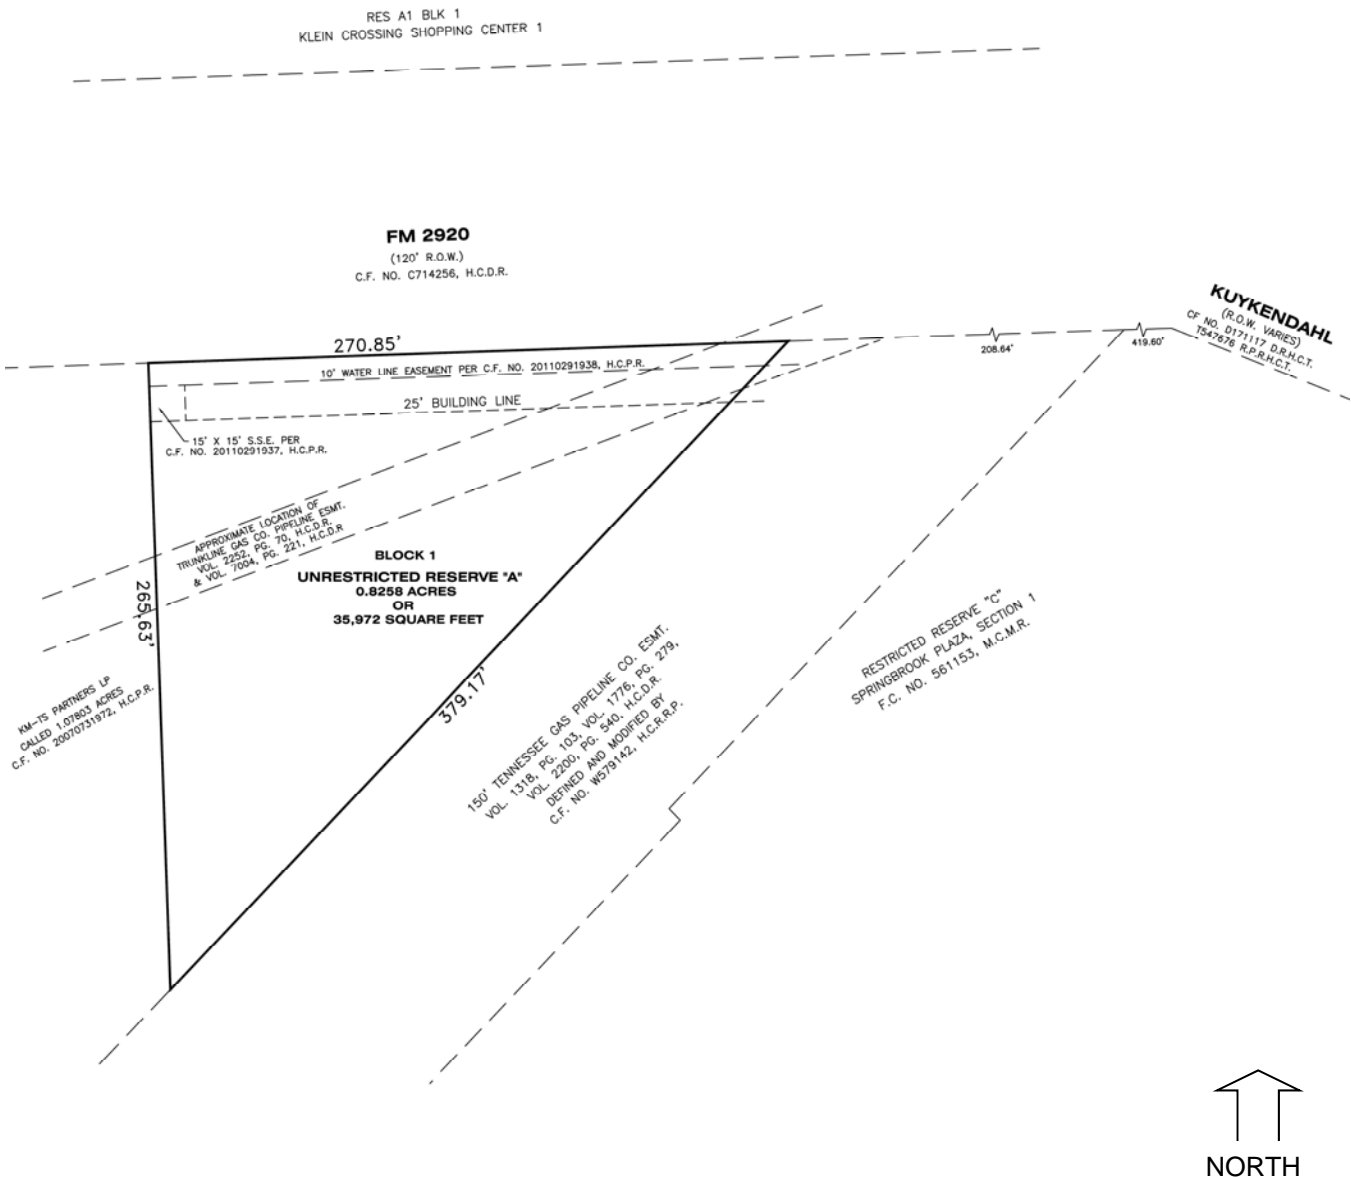 RES A1 BLK 1
KLEIN CROSSING SHOPPING CENTER 1
FM 2920
(120' R.O.W.)
C.F. NO. C714256, H.C.D.R.
KUYKENDAHL
(R.O.W. VARIES)
CF NO. D171117 D.R.H.C.T.
T547676 R.P.R.H.C.T.
270.85'
208.64'
419.60'
10' WATER LINE EASEMENT PER C.F. NO. 20110291938, H.C.P.R.
25' BUILDING LINE
15' X 15' S.S.E. PER
C.F. NO. 20110291937, H.C.P.R.
APPROXIMATE LOCATION OF
TRUNKLINE GAS CO. PIPELINE ESMT.
VOL. 2252, PG. 70, H.C.D.R.
& VOL. 7004, PG. 221, H.C.D.R
BLOCK 1
UNRESTRICTED RESERVE "A"
0.8258 ACRES
OR
35,972 SQUARE FEET
265.63'
379.17'
KM-TS PARTNERS LP
CALLED 1.07803 ACRES
C.F. NO. 20070731972, H.C.P.R.
150' TENNESSEE GAS PIPELINE CO. ESMT.
VOL. 1318, PG. 103, VOL. 1776, PG. 279,
VOL. 2200, PG. 540, H.C.D.R.
DEFINED AND MODIFIED BY
C.F. NO. W579142, H.C.R.R.P.
RESTRICTED RESERVE "C"
SPRINGBROOK PLAZA, SECTION 1
F.C. NO. 561153, M.C.M.R.
NORTH